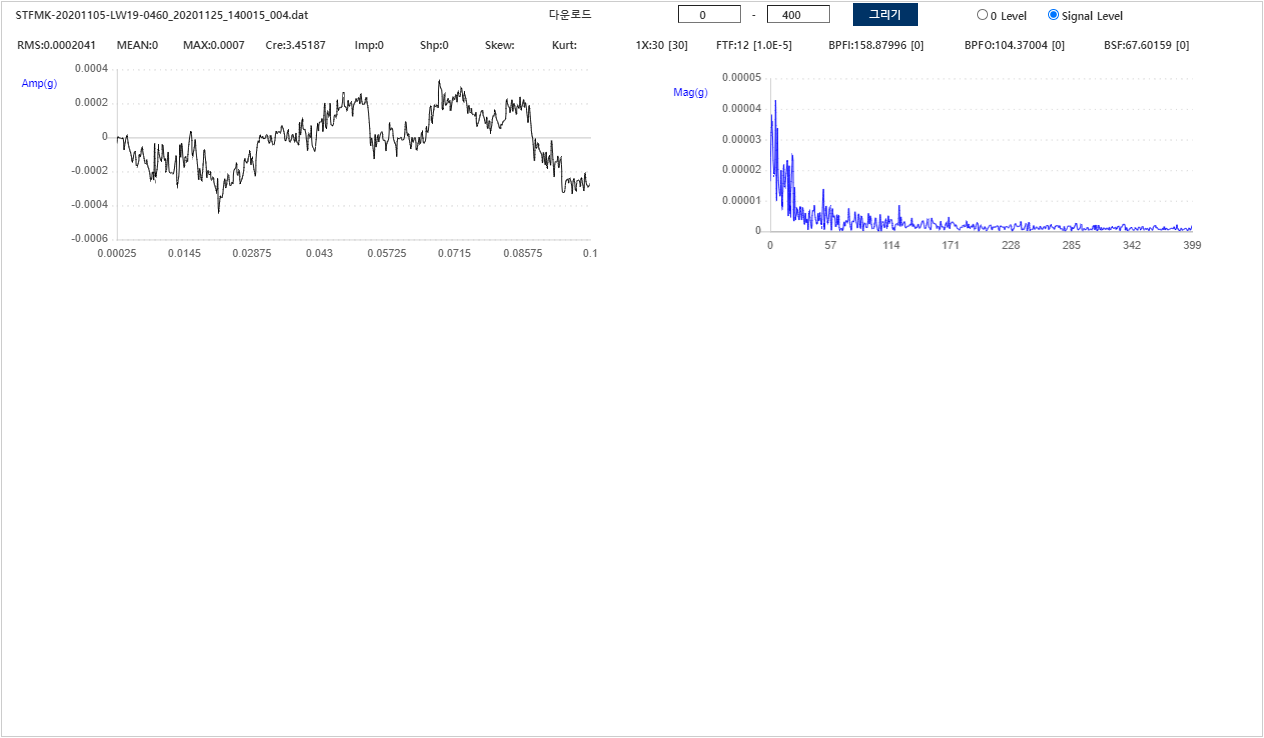 STFMK-20201105-LW19-0460_20201125_140015_004.dat 다운로드 0 - 400 그리기 0 Level Signal Level
RMS:0.0002041 MEAN:0 MAX:0.0007 Cre:3.45187 Imp:0 Shp:0 Skew: Kurt: 1X:30 [30] FTF:12 [1.0E-5] BPFI:158.87996 [0] BPFO:104.37004 [0] BSF:67.60159 [0]
Amp(g)
0.0004
0.0002
0
-0.0002
-0.0004
-0.0006
0.00025 0.0145 0.02875 0.043 0.05725 0.0715 0.08575 0.1
Mag(g)
0.00005
0.00004
0.00003
0.00002
0.00001
0
0 57 114 171 228 285 342 399